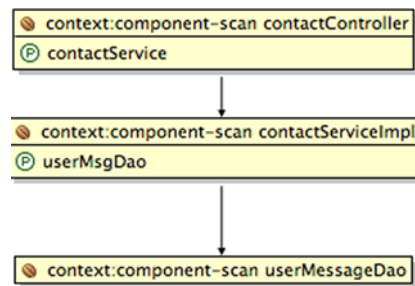 context:component-scan contactController
P contactService
context:component-scan contactServiceImpl
P userMsgDao
context:component-scan userMessageDao